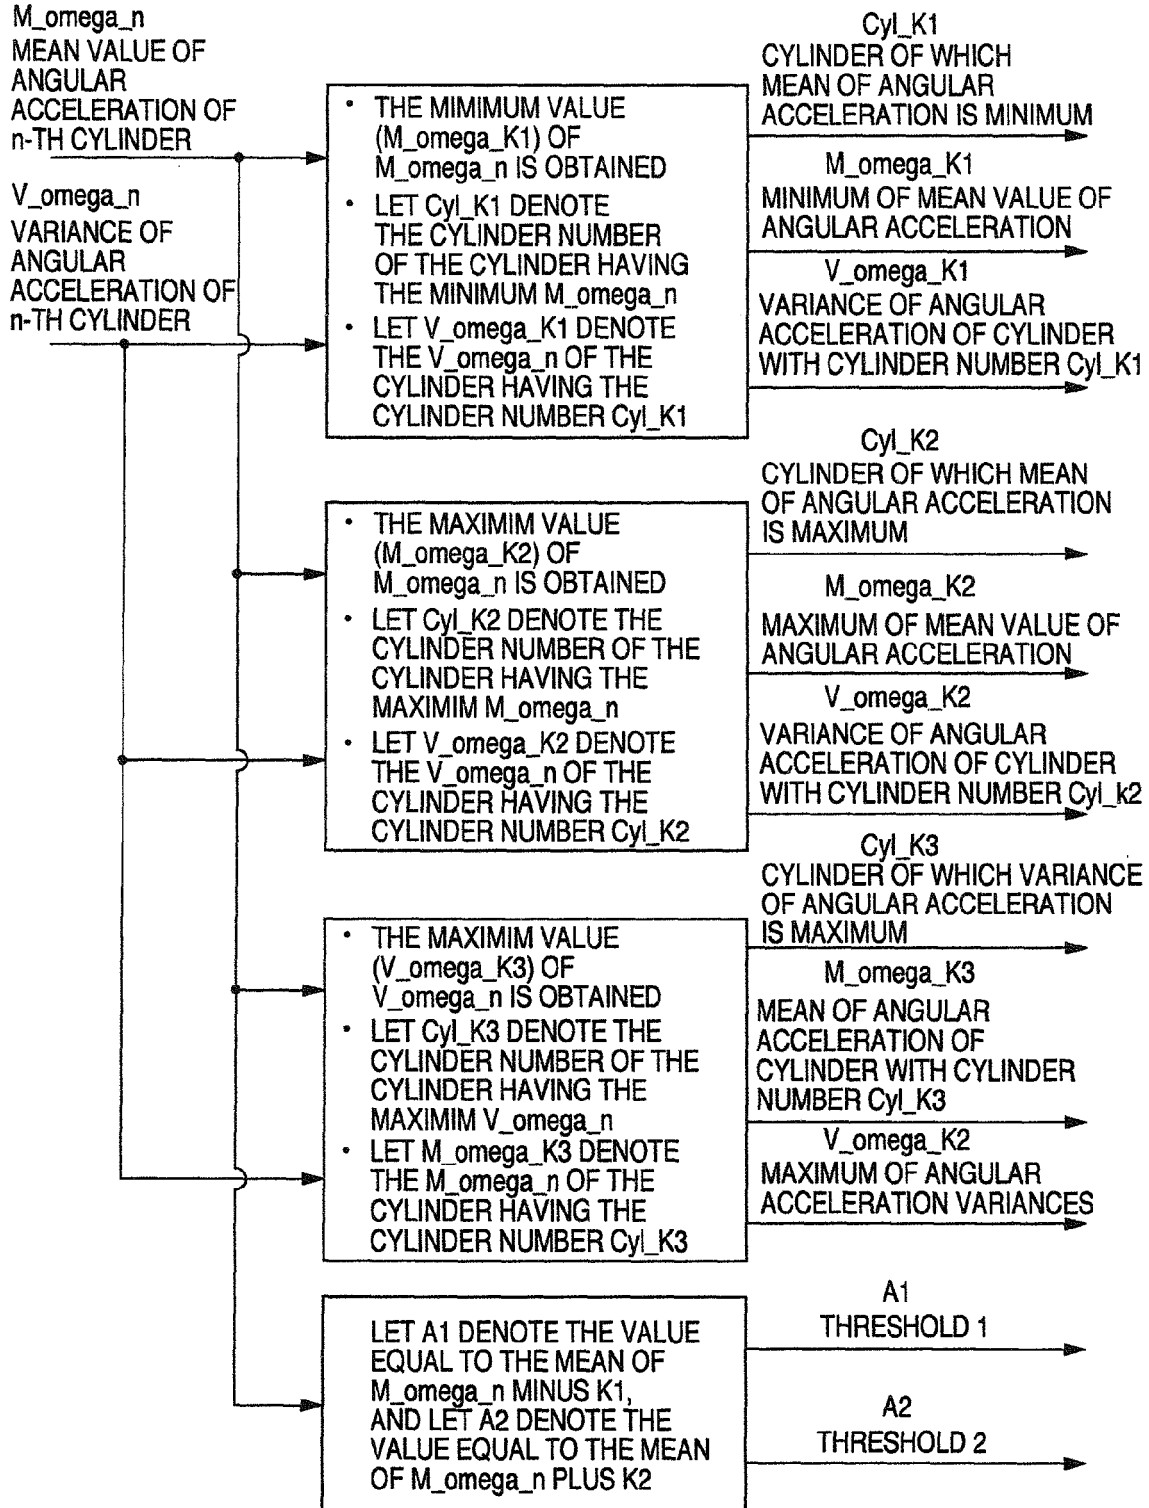 M_omega_n
MEAN VALUE OF
ANGULAR
ACCELERATION OF
n-TH CYLINDER
V_omega_n
VARIANCE OF
ANGULAR
ACCELERATION OF
n-TH CYLINDER
• THE MIMIMUM VALUE
(M_omega_K1) OF
M_omega_n IS OBTAINED
• LET Cyl_K1 DENOTE
THE CYLINDER NUMBER
OF THE CYLINDER HAVING
THE MINIMUM M_omega_n
• LET V_omega_K1 DENOTE
THE V_omega_n OF THE
CYLINDER HAVING THE
CYLINDER NUMBER Cyl_K1
Cyl_K1
CYLINDER OF WHICH
MEAN OF ANGULAR
ACCELERATION IS MINIMUM
M_omega_K1
MINIMUM OF MEAN VALUE OF
ANGULAR ACCELERATION
V_omega_K1
VARIANCE OF ANGULAR
ACCELERATION OF CYLINDER
WITH CYLINDER NUMBER Cyl_K1
• THE MAXIMIM VALUE
(M_omega_K2) OF
M_omega_n IS OBTAINED
• LET Cyl_K2 DENOTE THE
CYLINDER NUMBER OF THE
CYLINDER HAVING THE
MAXIMIM M_omega_n
• LET V_omega_K2 DENOTE
THE V_omega_n OF THE
CYLINDER HAVING THE
CYLINDER NUMBER Cyl_K2
Cyl_K2
CYLINDER OF WHICH MEAN
OF ANGULAR ACCELERATION
IS MAXIMUM
M_omega_K2
MAXIMUM OF MEAN VALUE OF
ANGULAR ACCELERATION
V_omega_K2
VARIANCE OF ANGULAR
ACCELERATION OF CYLINDER
WITH CYLINDER NUMBER Cyl_k2
• THE MAXIMIM VALUE
(V_omega_K3) OF
V_omega_n IS OBTAINED
• LET Cyl_K3 DENOTE THE
CYLINDER NUMBER OF THE
CYLINDER HAVING THE
MAXIMIM V_omega_n
• LET M_omega_K3 DENOTE
THE M_omega_n OF THE
CYLINDER HAVING THE
CYLINDER NUMBER Cyl_K3
Cyl_K3
CYLINDER OF WHICH VARIANCE
OF ANGULAR ACCELERATION
IS MAXIMUM
M_omega_K3
MEAN OF ANGULAR
ACCELERATION OF
CYLINDER WITH CYLINDER
NUMBER Cyl_K3
V_omega_K2
MAXIMUM OF ANGULAR
ACCELERATION VARIANCES
LET A1 DENOTE THE VALUE
EQUAL TO THE MEAN OF
M_omega_n MINUS K1,
AND LET A2 DENOTE THE
VALUE EQUAL TO THE MEAN
OF M_omega_n PLUS K2
A1
THRESHOLD 1
A2
THRESHOLD 2